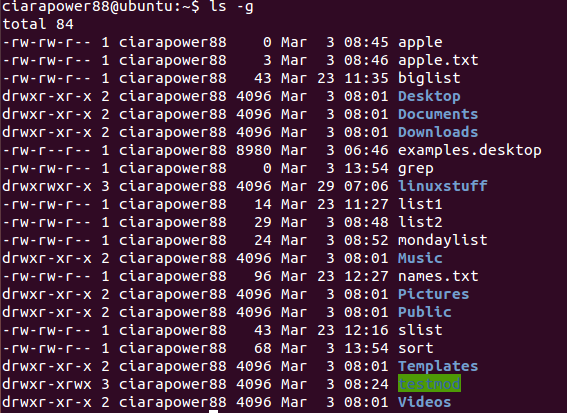 ciarapower88@ubuntu:~$ ls -g
total 84
-rw-rw-r-- 1 ciarapower88    0 Mar  3 08:45 apple
-rw-rw-r-- 1 ciarapower88    3 Mar  3 08:46 apple.txt
-rw-rw-r-- 1 ciarapower88   43 Mar 23 11:35 biglist
drwxr-xr-x 2 ciarapower88 4096 Mar  3 08:01 Desktop
drwxr-xr-x 2 ciarapower88 4096 Mar  3 08:01 Documents
drwxr-xr-x 2 ciarapower88 4096 Mar  3 08:01 Downloads
-rw-r--r-- 1 ciarapower88 8980 Mar  3 06:46 examples.desktop
-rw-rw-r-- 1 ciarapower88    0 Mar  3 13:54 grep
drwxrwxr-x 3 ciarapower88 4096 Mar 29 07:06 linuxstuff
-rw-rw-r-- 1 ciarapower88   14 Mar 23 11:27 list1
-rw-rw-r-- 1 ciarapower88   29 Mar  3 08:48 list2
-rw-rw-r-- 1 ciarapower88   24 Mar  3 08:52 mondaylist
drwxr-xr-x 2 ciarapower88 4096 Mar  3 08:01 Music
-rw-rw-r-- 1 ciarapower88   96 Mar 23 12:27 names.txt
drwxr-xr-x 2 ciarapower88 4096 Mar  3 08:01 Pictures
drwxr-xr-x 2 ciarapower88 4096 Mar  3 08:01 Public
-rw-rw-r-- 1 ciarapower88   43 Mar 23 12:16 slist
-rw-rw-r-- 1 ciarapower88   68 Mar  3 13:54 sort
drwxr-xr-x 2 ciarapower88 4096 Mar  3 08:01 Templates
drwxr-xrwx 3 ciarapower88 4096 Mar  3 08:24 testmod
drwxr-xr-x 2 ciarapower88 4096 Mar  3 08:01 Videos